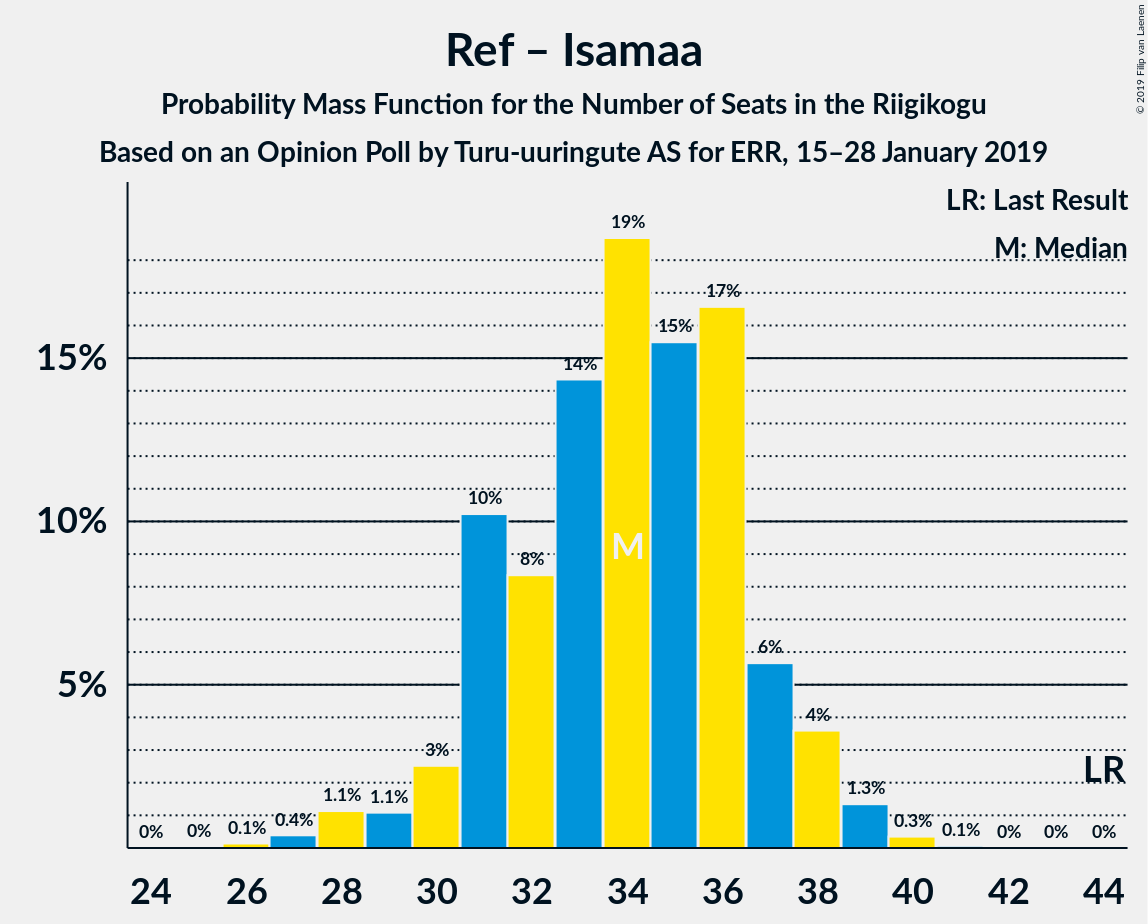 © 2019 Filip van Laenen
Ref – Isamaa
Probability Mass Function for the Number of Seats in the Riigikogu
Based on an Opinion Poll by Turu-uuringute AS for ERR, 15–28 January 2019
LR: Last Result
M: Median
19%
17%
15%
15%
14%
10%
10%
8%
M
6%
5%
4%
3%
LR
1.1%
1.1%
1.3%
0%
0%
0.1%
0.4%
0.3%
0.1%
0%
0%
0%
24 26 28 30 32 34 36 38 40 42 44